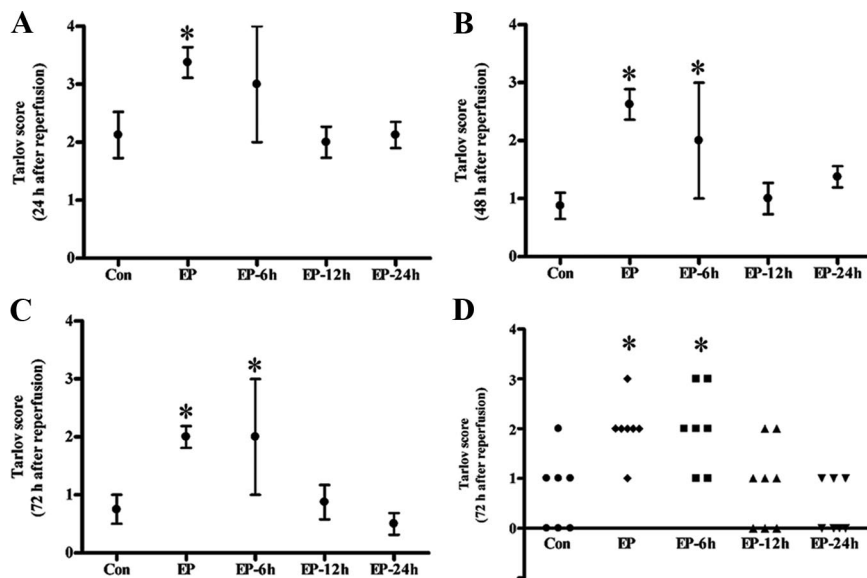 A
4
3
2
1
0
Tarlov score
(24 h after reperfusion)
*
Con EP EP-6h EP-12h EP-24h
B
4
3
2
1
0
Tarlov score
(48 h after reperfusion)
* *
Con EP EP-6h EP-12h EP-24h
C
4
3
2
1
0
Tarlov score
(72 h after reperfusion)
* *
Con EP EP-6h EP-12h EP-24h
D
4
3
2
1
0
Tarlov score
(72 h after reperfusion)
* *
Con EP EP-6h EP-12h EP-24h